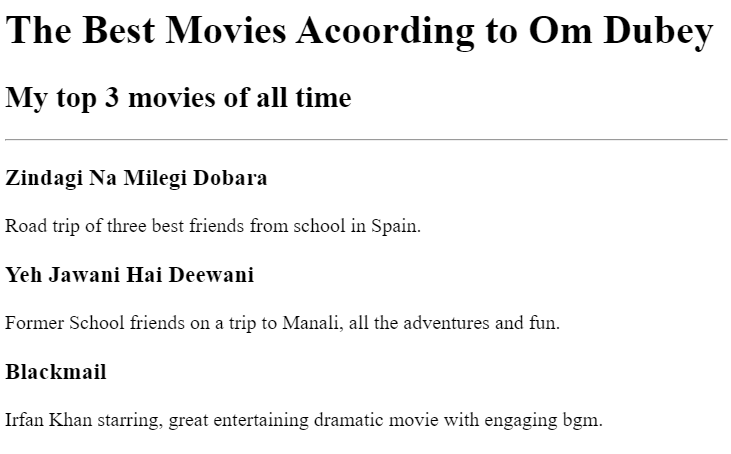 The Best Movies Acoording to Om Dubey
My top 3 movies of all time
Zindagi Na Milegi Dobara
Road trip of three best friends from school in Spain.
Yeh Jawani Hai Deewani
Former School friends on a trip to Manali, all the adventures and fun.
Blackmail
Irfan Khan starring, great entertaining dramatic movie with engaging bgm.